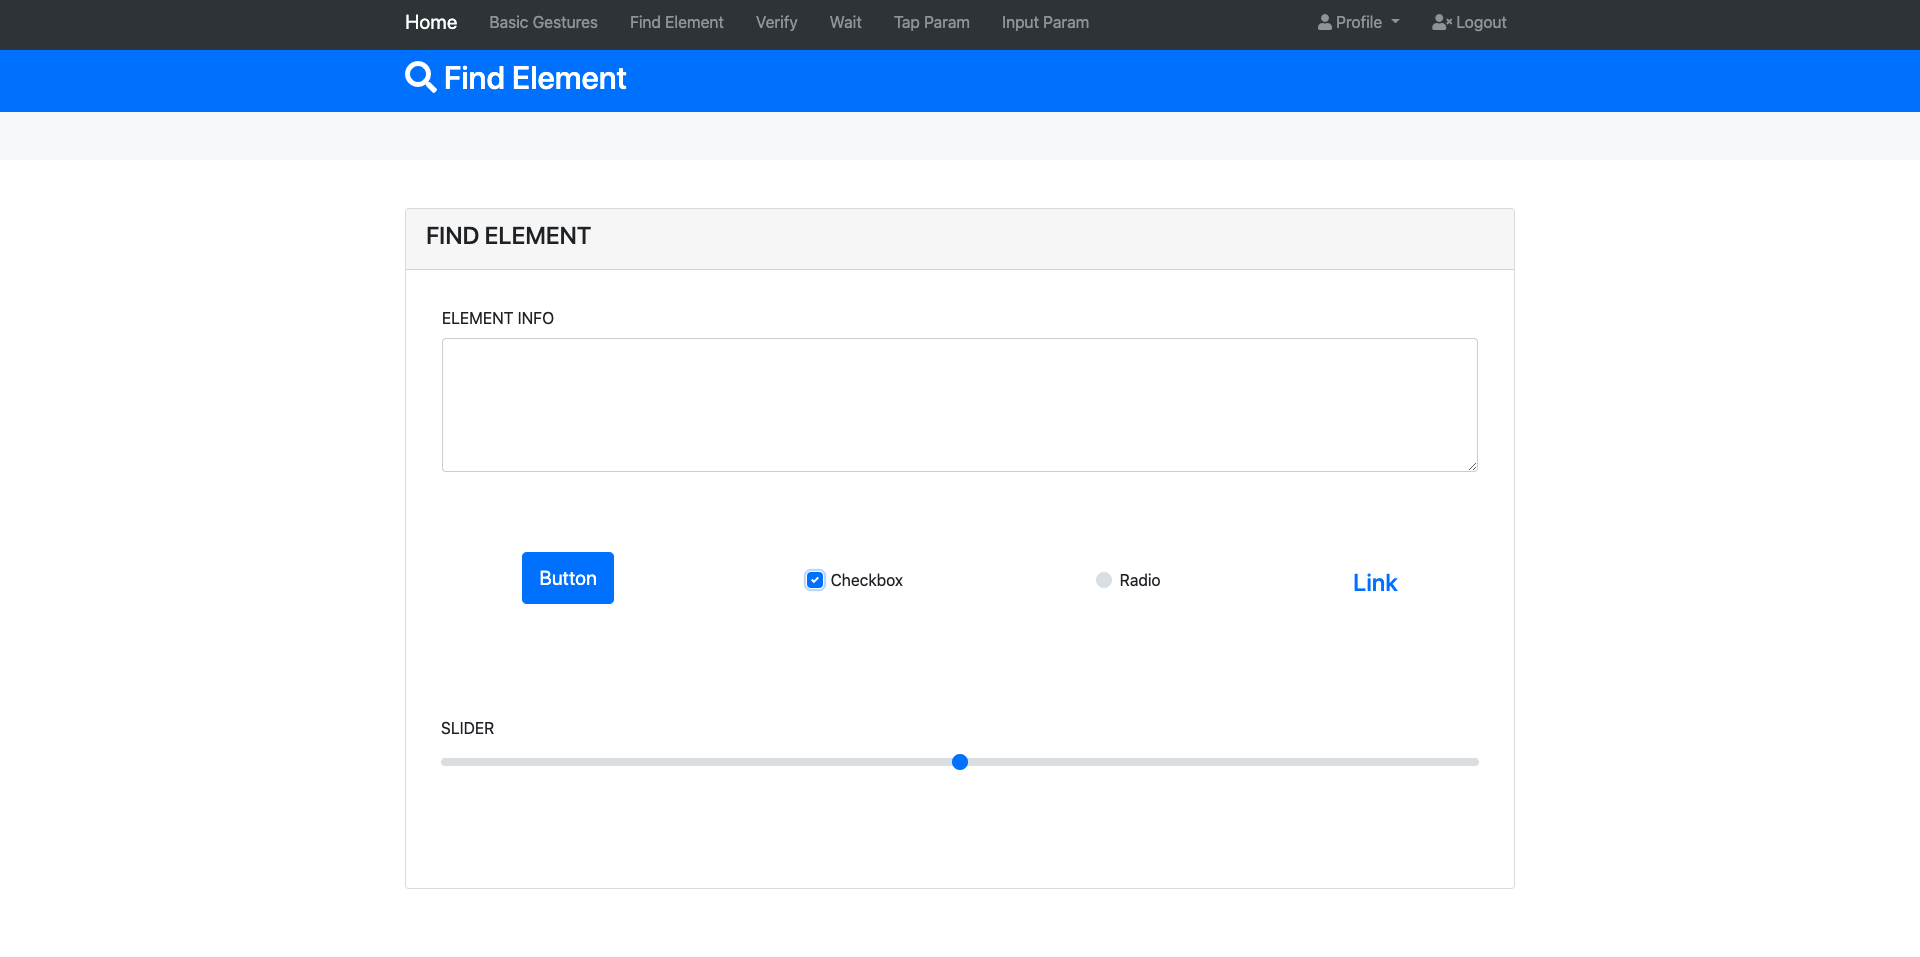 Home Basic Gestures Find Element Verify Wait Tap Param Input Param Profile Logout
Find Element
FIND ELEMENT
ELEMENT INFO
Button Checkbox Radio Link
SLIDER